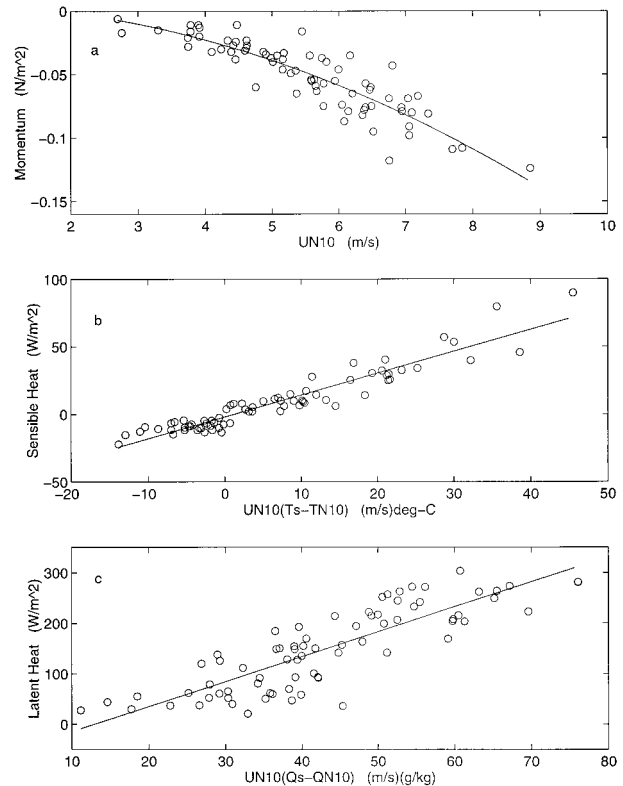 0
−0.05
−0.1
−0.15
Momentum (N/m^2)
a
2 3 4 5 6 7 8 9 10
UN10 (m/s)
100
50
0
−50
Sensible Heat (W/m^2)
b
−20 −10 0 10 20 30 40 50
UN10(Ts−TN10) (m/s)deg−C
300
200
100
0
Latent Heat (W/m^2)
c
10 20 30 40 50 60 70 80
UN10(Qs−QN10) (m/s)(g/kg)